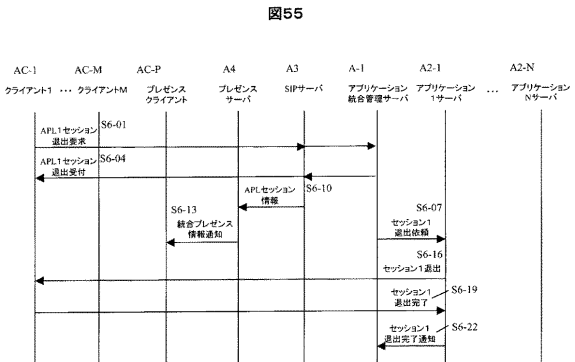 図55
AC-1
AC-M
AC-P
A4
A3
A-1
A2-1
A2-N
クライアント1
…
クライアントM
プレゼンス
クライアント
プレゼンス
サーバ
SIPサーバ
アプリケーション
統合管理サーバ
アプリケーション
1サーバ
…
アプリケーション
Nサーバ
APL1セッション
退出要求
S6-01
APL1セッション
退出受付
S6-04
APLセッション
情報
S6-10
S6-13
統合プレゼンス
情報通知
S6-07
セッション1
退出依頼
S6-16
セッション1退出
セッション1
退出完了
S6-19
セッション1
退出完了通知
S6-22